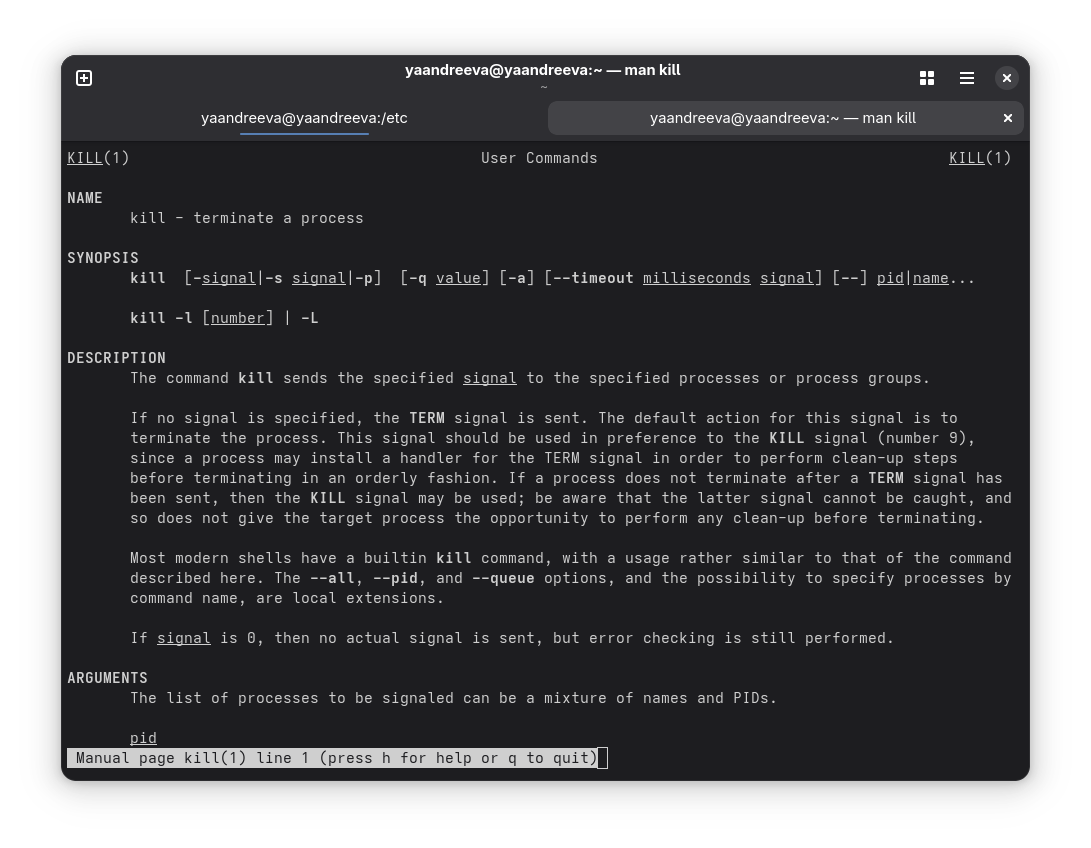 yaandreeva@yaandreeva:~ — man kill
~
yaandreeva@yaandreeva:/etc
yaandreeva@yaandreeva:~ — man kill
KILL(1) User Commands KILL(1)
NAME
kill - terminate a process
SYNOPSIS
kill [-signal|-s signal|-p] [-q value] [-a] [--timeout milliseconds signal] [--] pid|name...
kill -l [number] | -L
DESCRIPTION
The command kill sends the specified signal to the specified processes or process groups.
If no signal is specified, the TERM signal is sent. The default action for this signal is to
terminate the process. This signal should be used in preference to the KILL signal (number 9),
since a process may install a handler for the TERM signal in order to perform clean-up steps
before terminating in an orderly fashion. If a process does not terminate after a TERM signal has
been sent, then the KILL signal may be used; be aware that the latter signal cannot be caught, and
so does not give the target process the opportunity to perform any clean-up before terminating.
Most modern shells have a builtin kill command, with a usage rather similar to that of the command
described here. The --all, --pid, and --queue options, and the possibility to specify processes by
command name, are local extensions.
If signal is 0, then no actual signal is sent, but error checking is still performed.
ARGUMENTS
The list of processes to be signaled can be a mixture of names and PIDs.
pid
Manual page kill(1) line 1 (press h for help or q to quit)